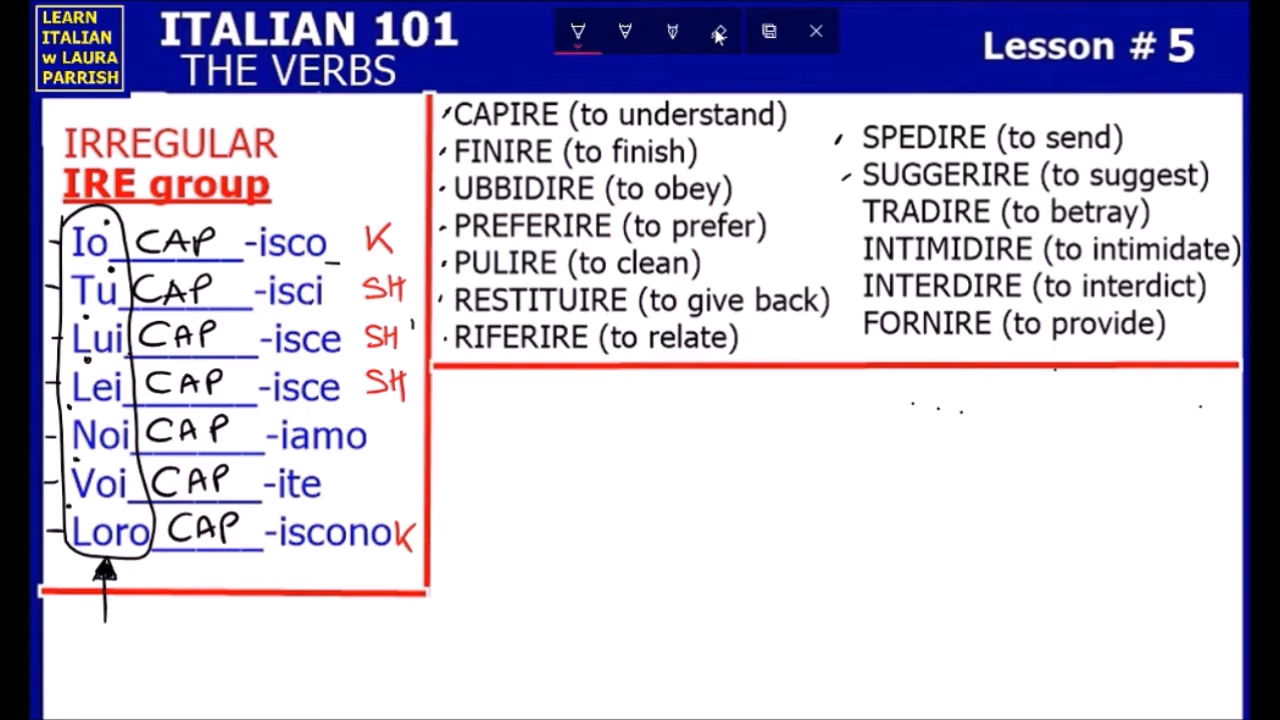 LEARN
ITALIAN
w LAURA
PARRISH
ITALIAN 101
THE VERBS
Lesson # 5
IRREGULAR
IRE group
Io CAP -isco K
Tu CAP -isci SH
Lui CAP -isce SH
Lei CAP -isce SH
Noi CAP -iamo
Voi CAP -ite
Loro CAP -iscono K
CAPIRE (to understand)
FINIRE (to finish)
UBBIDIRE (to obey)
PREFERIRE (to prefer)
PULIRE (to clean)
RESTITUIRE (to give back)
RIFERIRE (to relate)
SPEDIRE (to send)
SUGGERIRE (to suggest)
TRADIRE (to betray)
INTIMIDIRE (to intimidate)
INTERDIRE (to interdict)
FORNIRE (to provide)